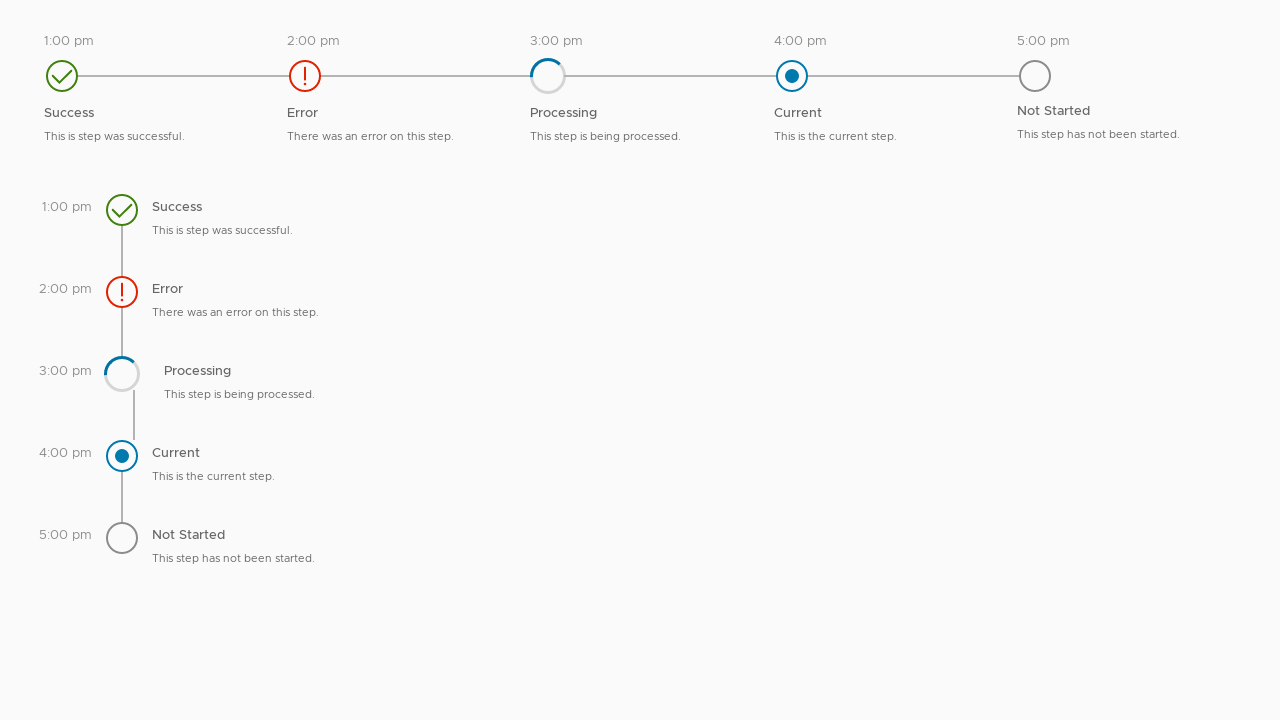 1:00 pm
2:00 pm
3:00 pm
4:00 pm
5:00 pm
Success
Error
Processing
Current
Not Started
This is step was successful.
There was an error on this step.
This step is being processed.
This is the current step.
This step has not been started.
1:00 pm
Success
This is step was successful.
2:00 pm
Error
There was an error on this step.
3:00 pm
Processing
This step is being processed.
4:00 pm
Current
This is the current step.
5:00 pm
Not Started
This step has not been started.